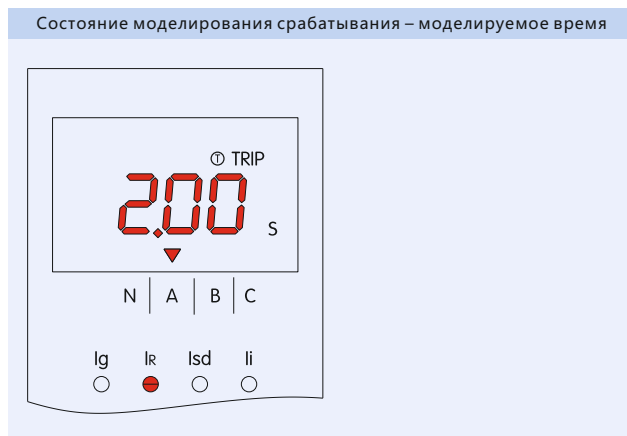 Состояние моделирования срабатывания – моделируемое время
Ⓣ TRIP
2.00 S
N A B C
Ig IR Isd Ii